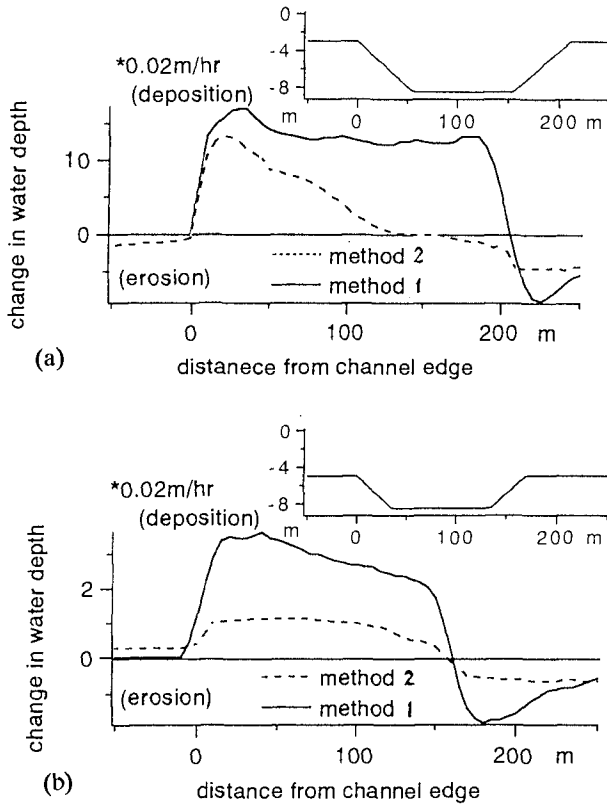 0
-4
-8
m
0
100
200
*0.02m/hr
(deposition)
10
0
change in water depth
(erosion)
method 2
method 1
0
100
200 m
(a)
distanece from channel edge
0
-4
-8
m
0
100
200
*0.02m/hr
(deposition)
2
0
change in water depth
(erosion)
method 2
method 1
0
100
200 m
(b)
distance from channel edge